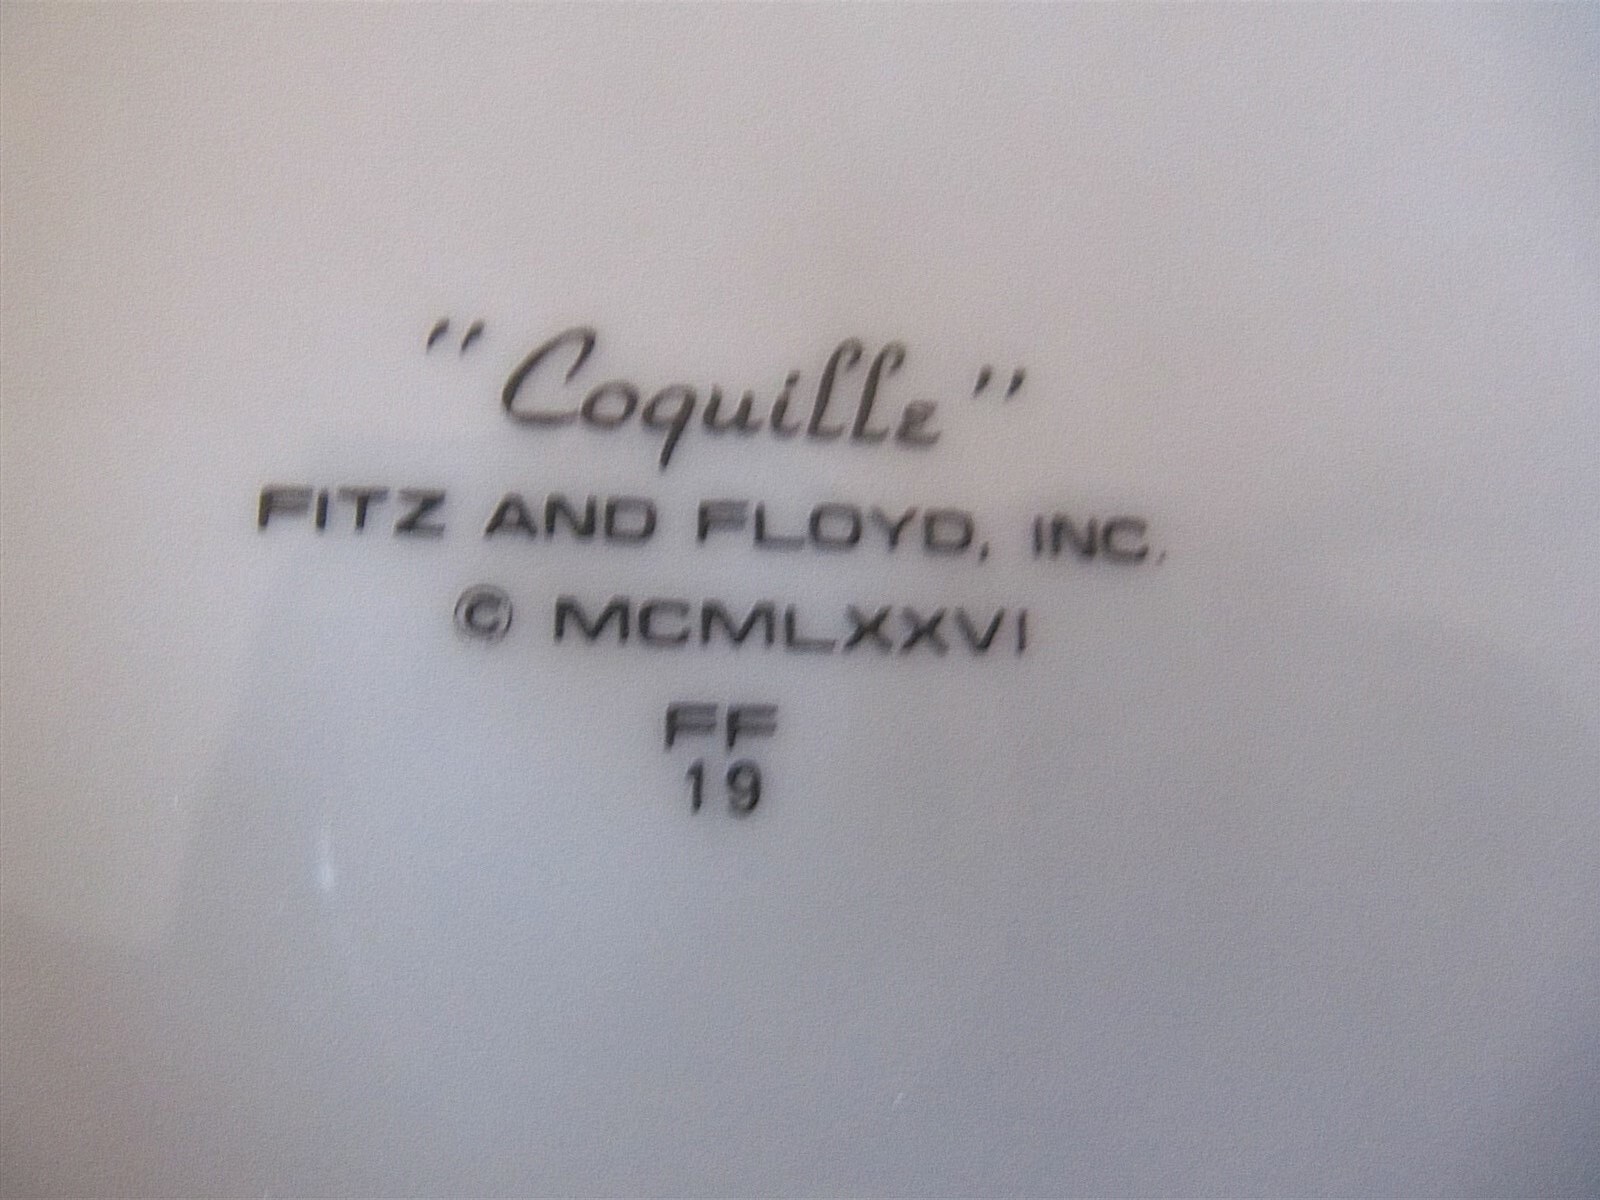 "Coquille"
FITZ AND FLOYD, INC.
© MCMLXXVI
FF
19